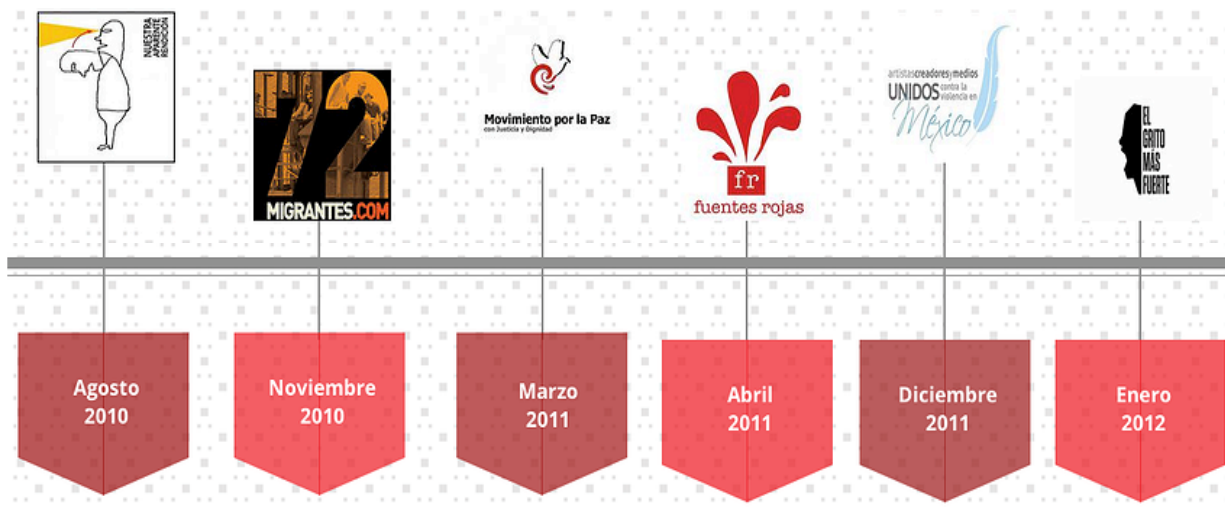 NUESTRA
APARENTE
RENDICIÓN
72
MIGRANTES.COM
Movimiento por la Paz
con Justicia y Dignidad
fr
fuentes rojas
artistascreadoresymedios
UNIDOS contra la
violencia en
México
EL
GRITO
MÁS
FUERTE
Agosto
2010
Noviembre
2010
Marzo
2011
Abril
2011
Diciembre
2011
Enero
2012